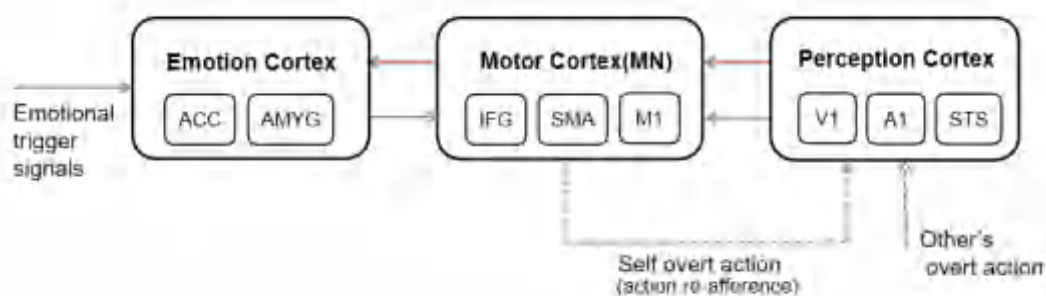 Emotion Cortex
ACC AMYG
Motor Cortex(MN)
IFG SMA M1
Perception Cortex
V1 A1 STS
Emotional
trigger
signals
Self overt action
(action re-afference)
Other's
overt action